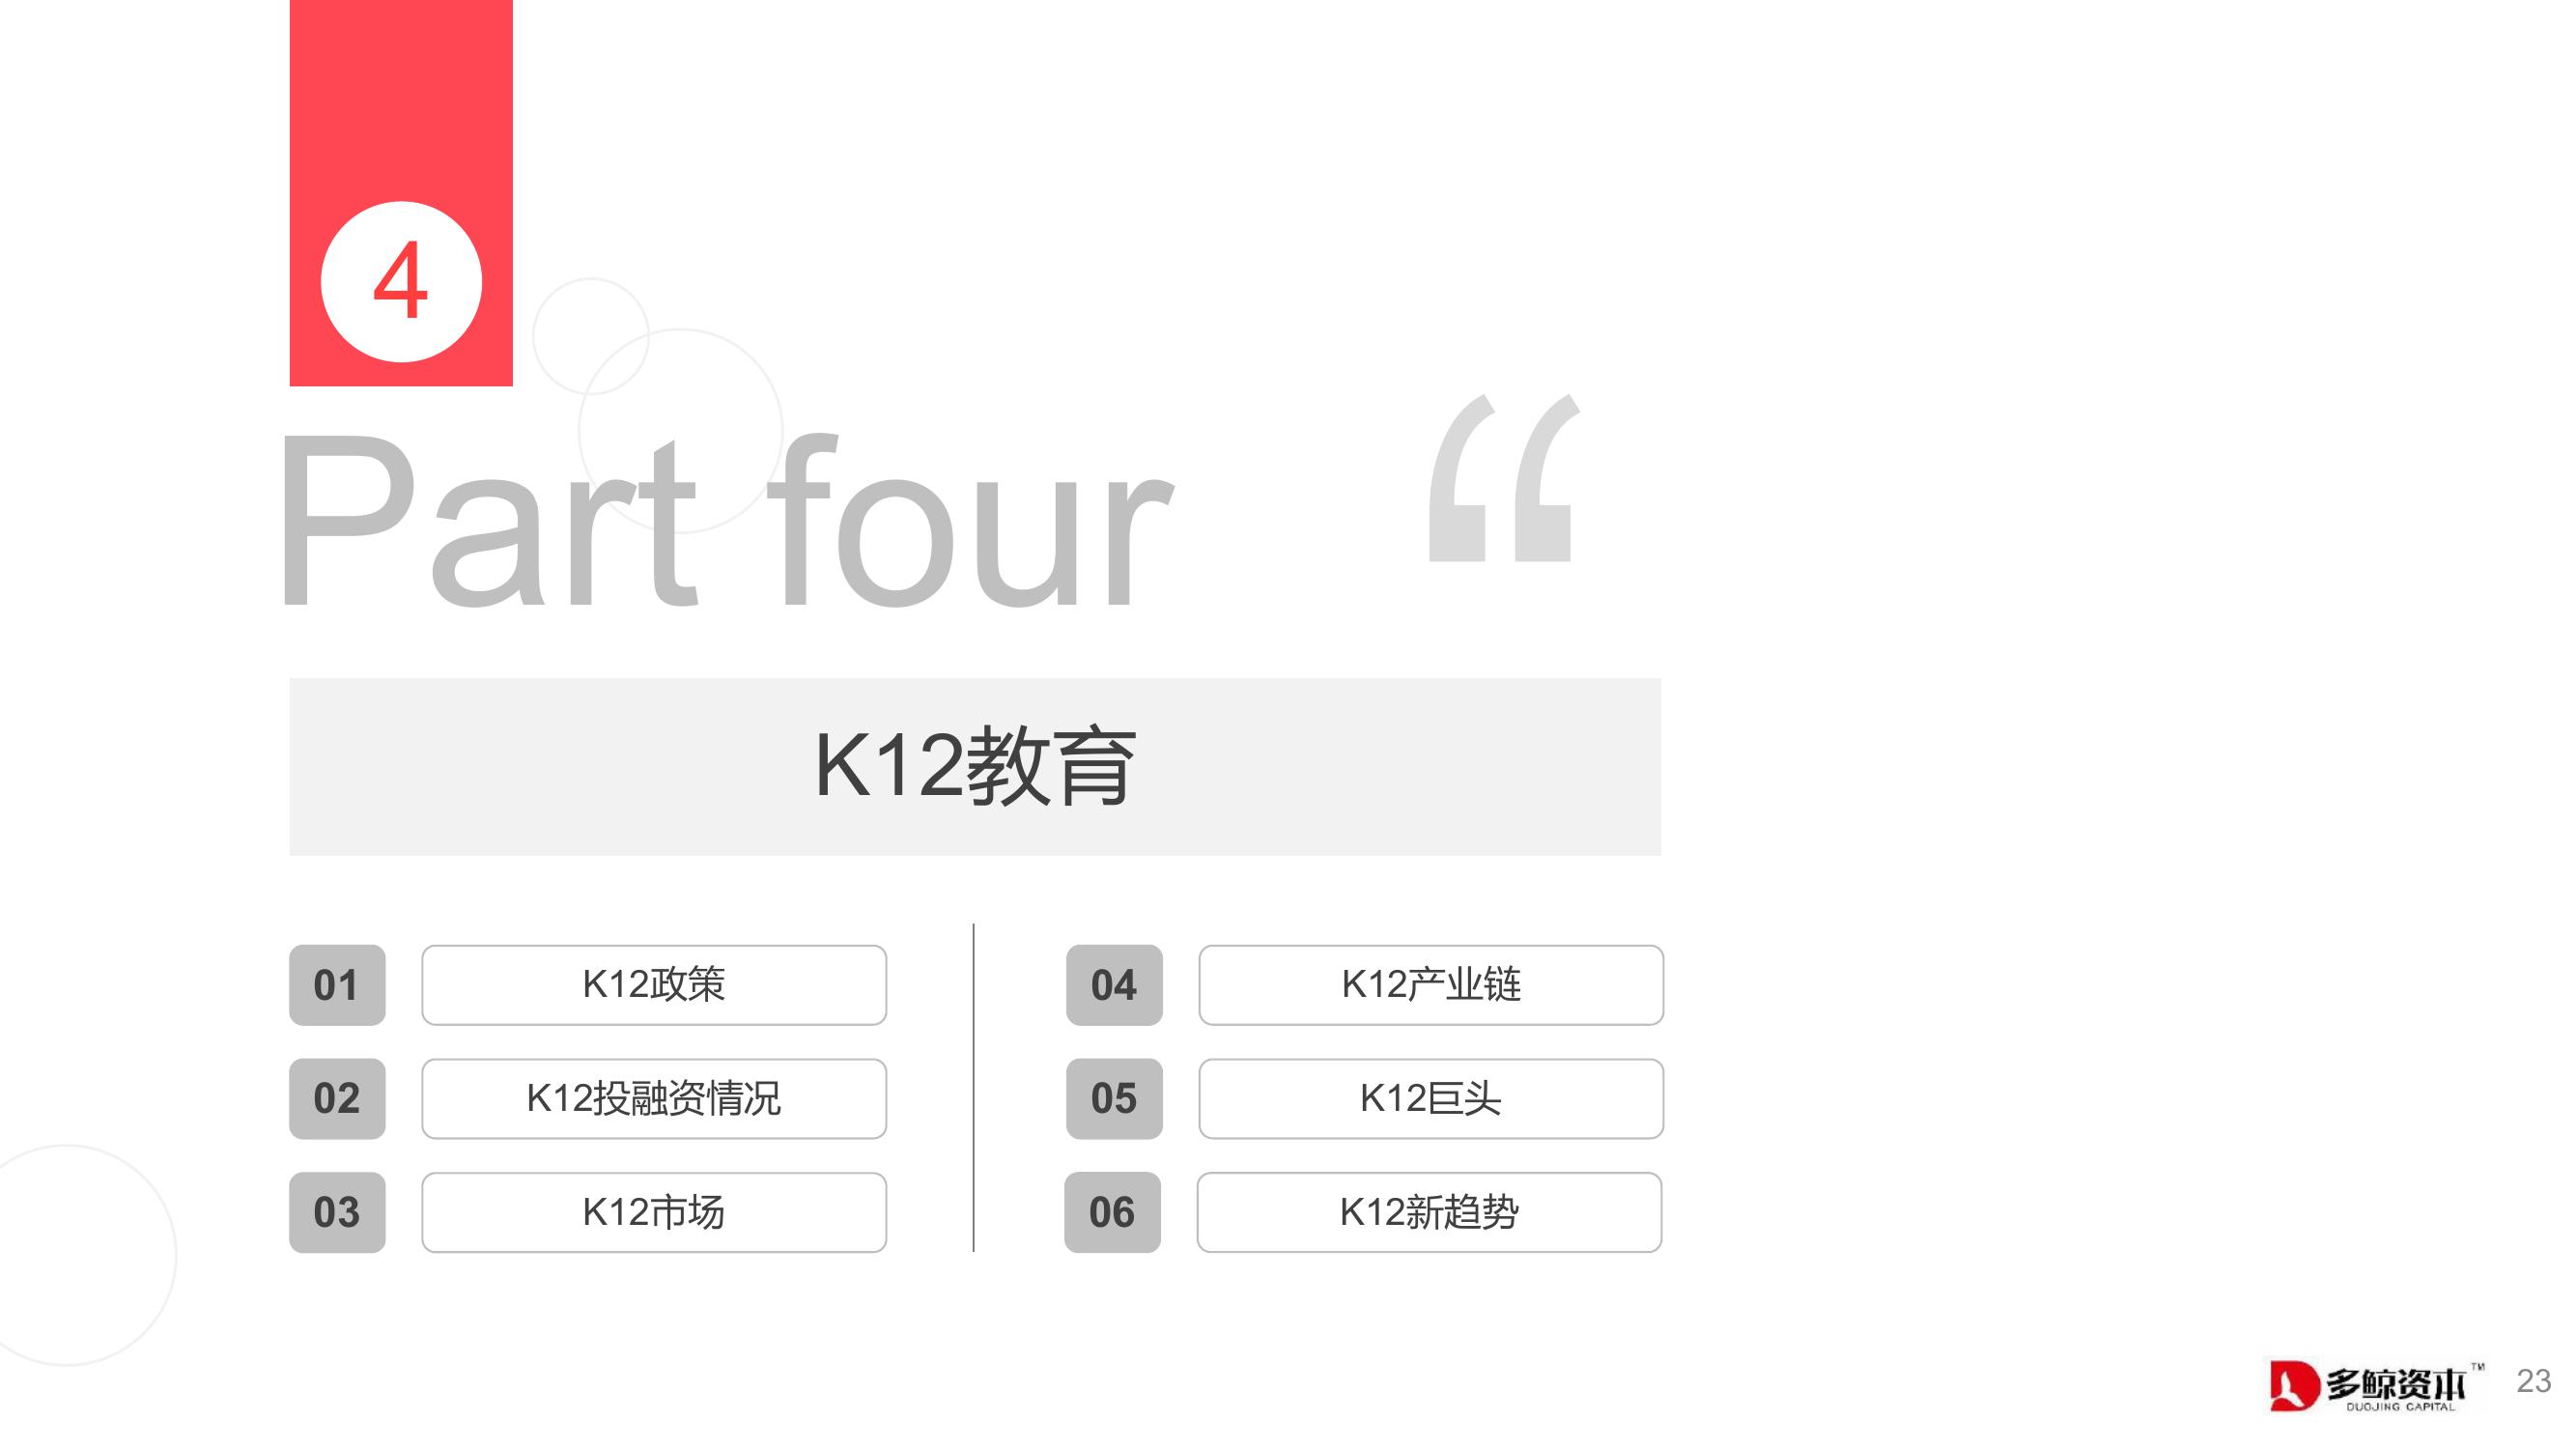 4
Part four
“
K12教育
01 K12政策
02 K12投融资情况
03 K12市场
04 K12产业链
05 K12巨头
06 K12新趋势
多鲸资本™
DUOJING CAPITAL
23